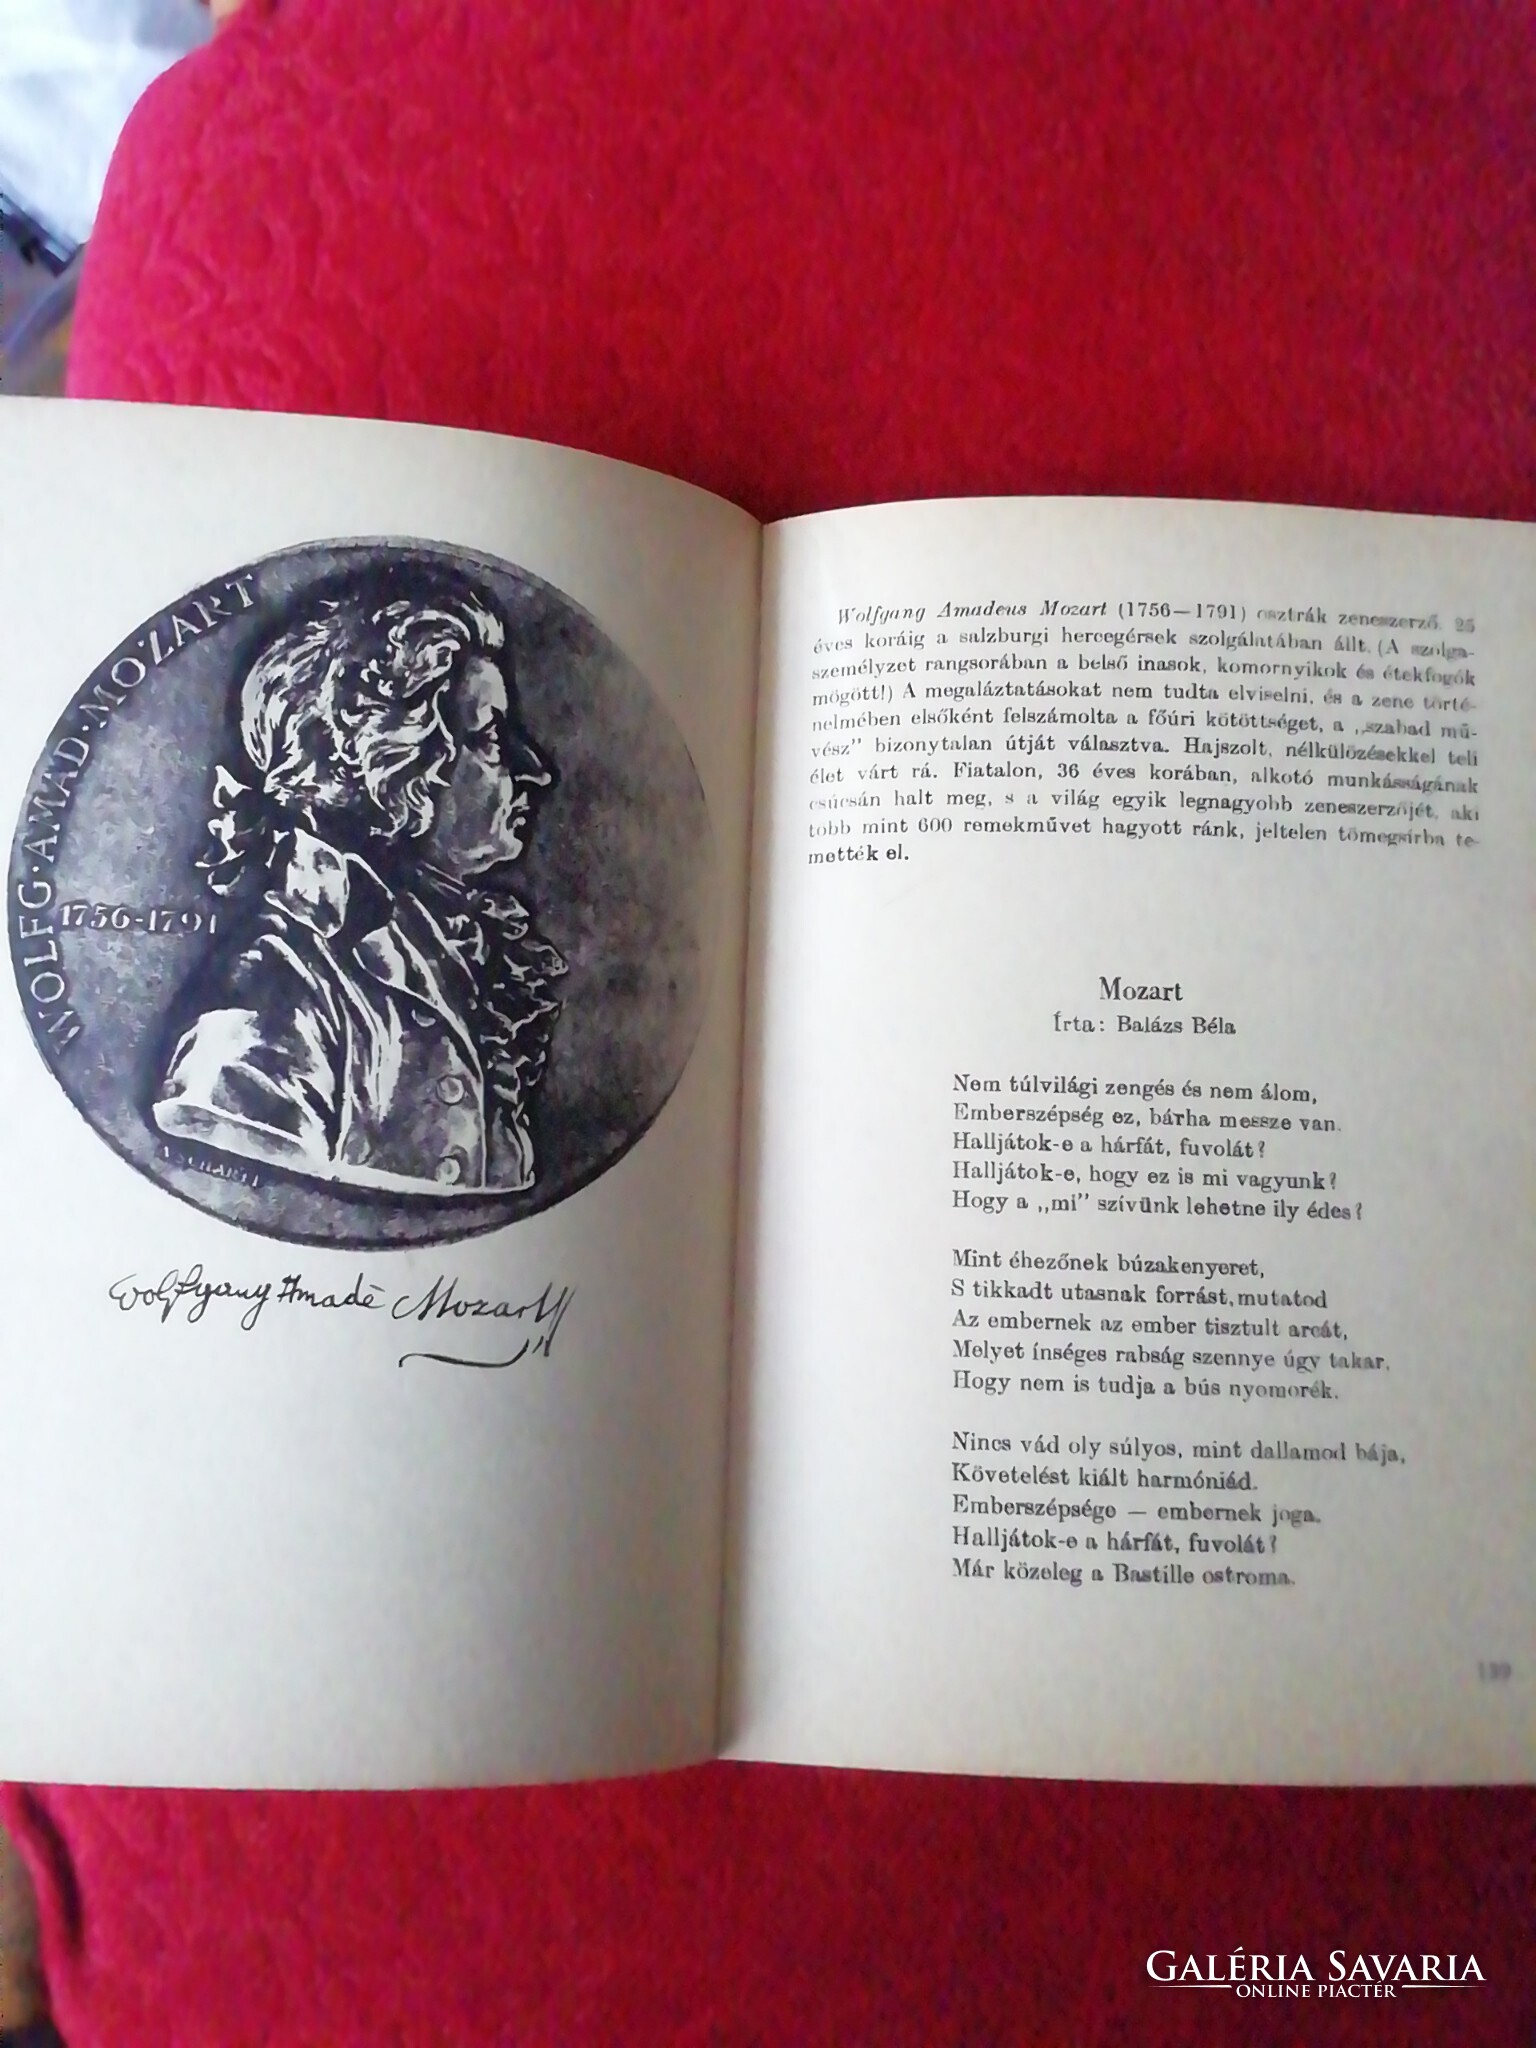 WOLFG·AMAD·MOZART
1756-1791
Wolfgang Amadè Mozart
Wolfgang Amadeus Mozart (1756—1791) osztrák zeneszerző. 25
éves koráig a salzburgi hercegérsek szolgálatában állt. (A szolga-
személyzet rangsorában a belső inasok, komornyikok és étekfogók
mögött!) A megaláztatásokat nem tudta elviselni, és a zene törté-
nelmében elsőként felszámolta a főúri kötöttséget, a „szabad mű-
vész” bizonytalan útját választva. Hajszolt, nélkülözésekkel teli
élet várt rá. Fiatalon, 36 éves korában, alkotó munkásságának
csúcsán halt meg, s a világ egyik legnagyobb zeneszerzőjét, aki
több mint 600 remekművet hagyott ránk, jeltelen tömegsírba te-
mették el.
Mozart
Írta: Balázs Béla
Nem túlvilági zengés és nem álom,
Emberszépség ez, bárha messze van.
Halljátok-e a hárfát, fuvolát?
Halljátok-e, hogy ez is mi vagyunk?
Hogy a „mi” szívünk lehetne ily édes?
Mint éhezőnek búzakenyeret,
S tikkadt utasnak forrást, mutatod
Az embernek az ember tisztult arcát,
Melyet ínséges rabság szennye úgy takar,
Hogy nem is tudja a bús nyomorék.
Nincs vád oly súlyos, mint dallamod bája,
Követelést kiált harmóniád.
Emberszépsége — embernek joga.
Halljátok-e a hárfát, fuvolát?
Már közeleg a Bastille ostroma.
GALÉRIA SAVARIA
ONLINE PIACTÉR